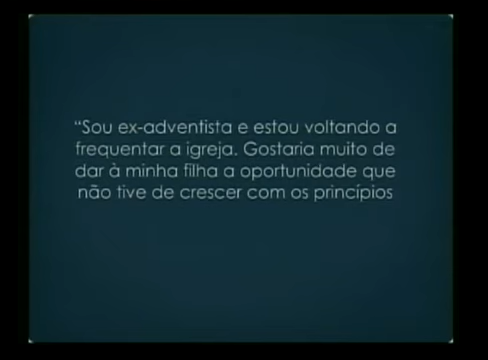 “Sou ex-adventista e estou voltando a
frequentar a igreja. Gostaria muito de
dar à minha filha a oportunidade que
não tive de crescer com os princípios